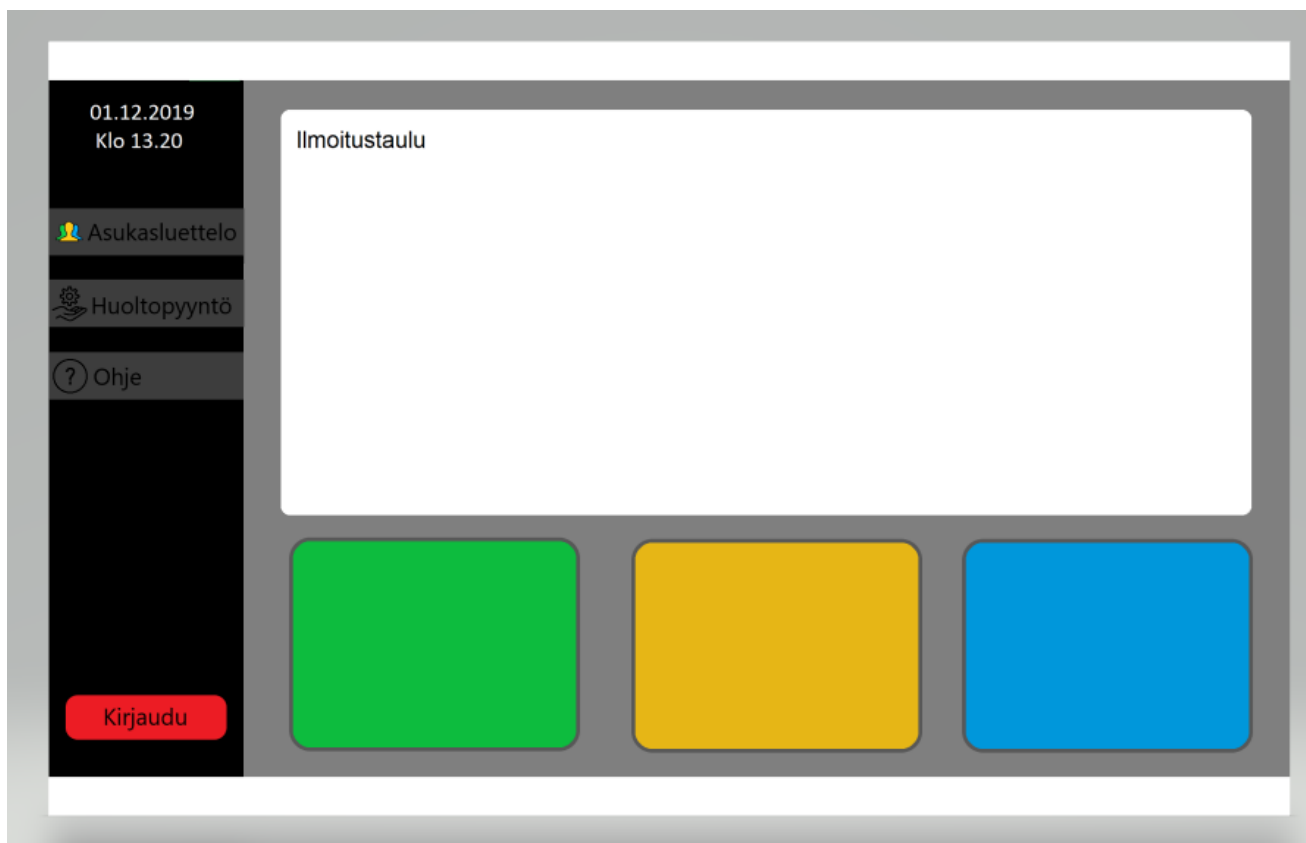 01.12.2019
Klo 13.20
Asukasluettelo
Huoltopyyntö
? Ohje
Kirjaudu
Ilmoitustaulu